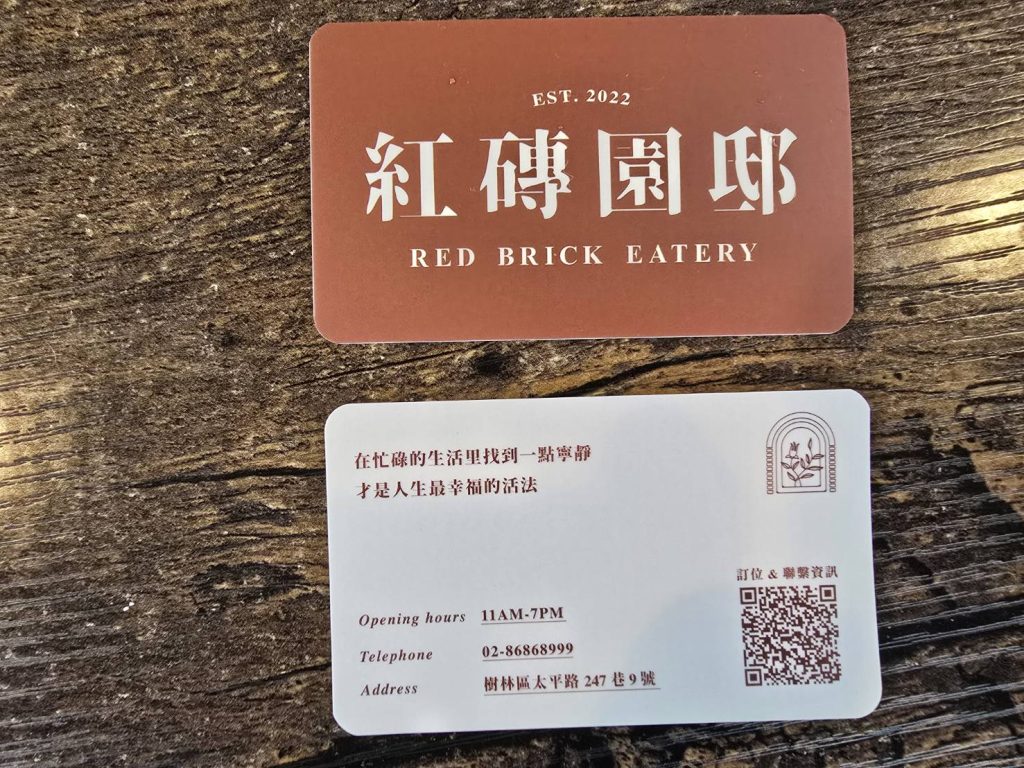 EST. 2022
紅磚園邸
RED BRICK EATERY
在忙碌的生活里找到一點寧靜
才是人生最幸福的活法
訂位 & 聯繫資訊
Opening hours 11AM-7PM
Telephone 02-86868999
Address 樹林區太平路 247 巷 9 號